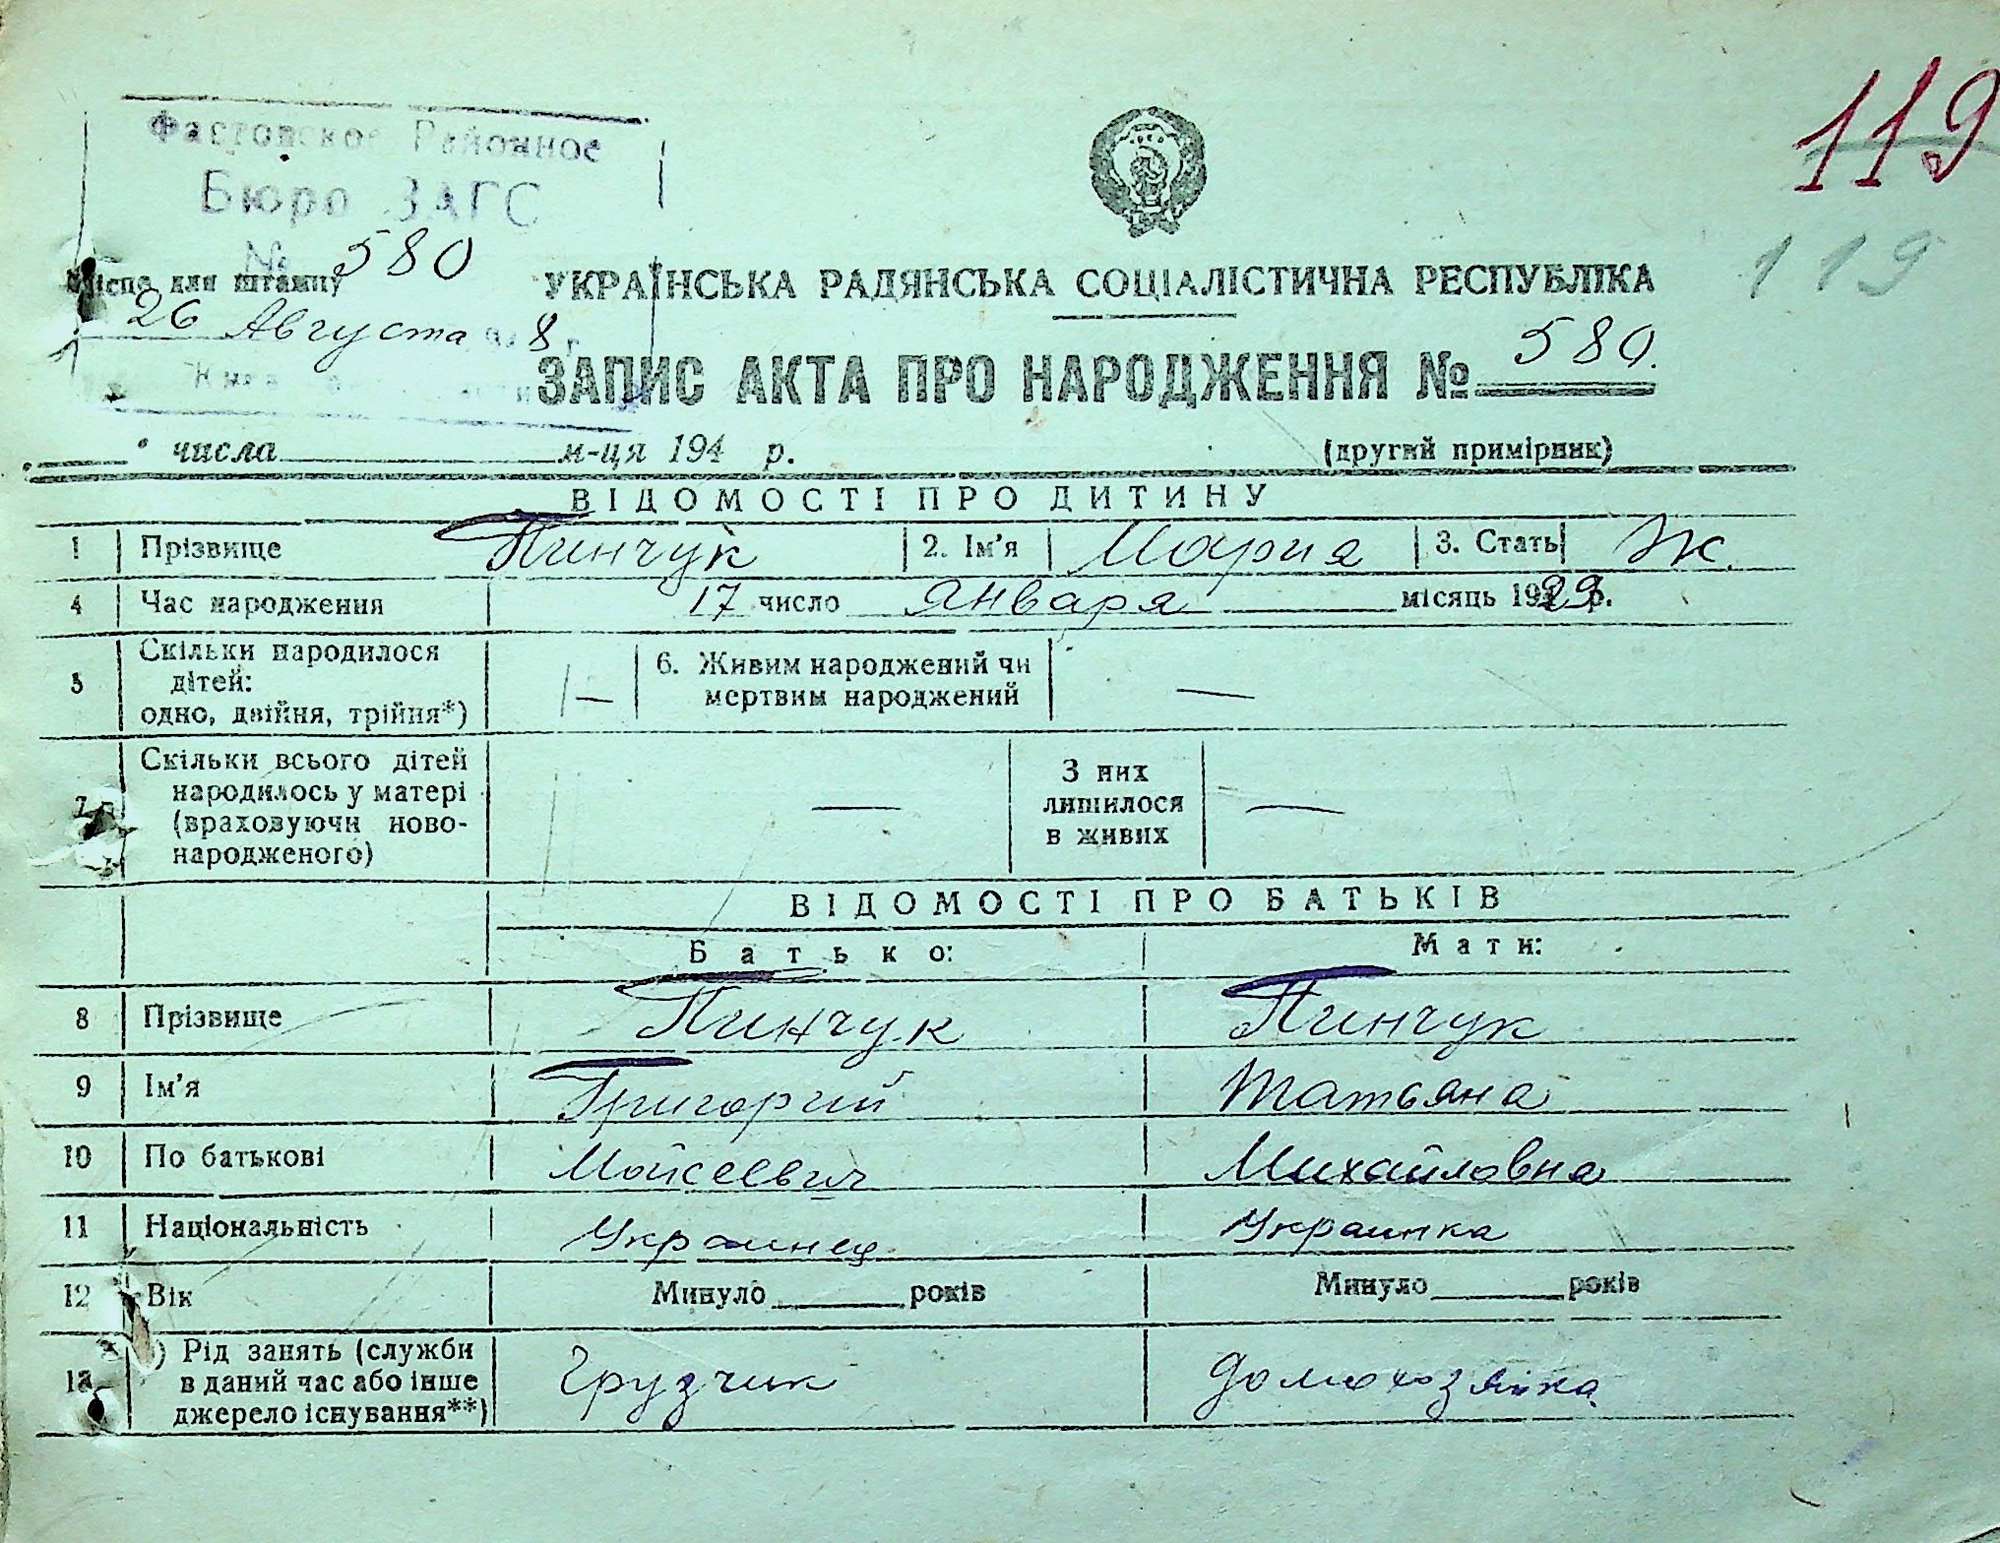 119
Фастовское Районное
Бюро ЗАГС
№ 580
119
Місце для штампу
УКРАЇНСЬКА РАДЯНСЬКА СОЦІАЛІСТИЧНА РЕСПУБЛІКА
26 Августа 8
ЗАПИС АКТА ПРО НАРОДЖЕННЯ № 580.
числа м-ця 194 р. (другий примірник)
ВІДОМОСТІ ПРО ДИТИНУ
1 Прізвище Пинчук 2. Ім'я Мария 3. Стать Ж.
4 Час народження 17 число января місяць 1929 р.
5 Скільки народилося дітей: одно, двійня, трійня*) — 6. Живим народжений чи мертвим народжений —
7 Скільки всього дітей народилось у матері (враховуючи новонародженого) — З них лишилося в живих —
ВІДОМОСТІ ПРО БАТЬКІВ
Батько: Мати:
8 Прізвище Пинчук Пинчук
9 Ім'я Григорий Татьяна
10 По батькові Мойсеевич Михайловна
11 Національність Украинец Украинка
12 Вік Минуло ____ років Минуло ____ років
13 ) Рід занять (служби в даний час або інше джерело існування**) Грузчик домохозяйка